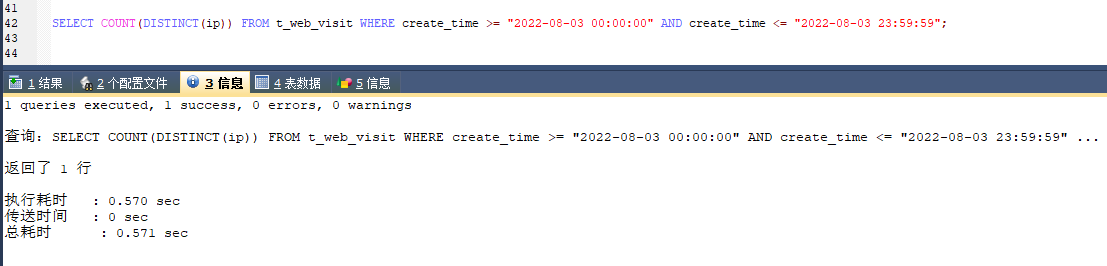 41
42 SELECT COUNT(DISTINCT(ip)) FROM t_web_visit WHERE create_time >= "2022-08-03 00:00:00" AND create_time <= "2022-08-03 23:59:59";
43
44
1 结果 2 个配置文件 3 信息 4 表数据 5 信息
1 queries executed, 1 success, 0 errors, 0 warnings
查询：SELECT COUNT(DISTINCT(ip)) FROM t_web_visit WHERE create_time >= "2022-08-03 00:00:00" AND create_time <= "2022-08-03 23:59:59" ...
返回了 1 行
执行耗时 : 0.570 sec
传送时间 : 0 sec
总耗时 : 0.571 sec